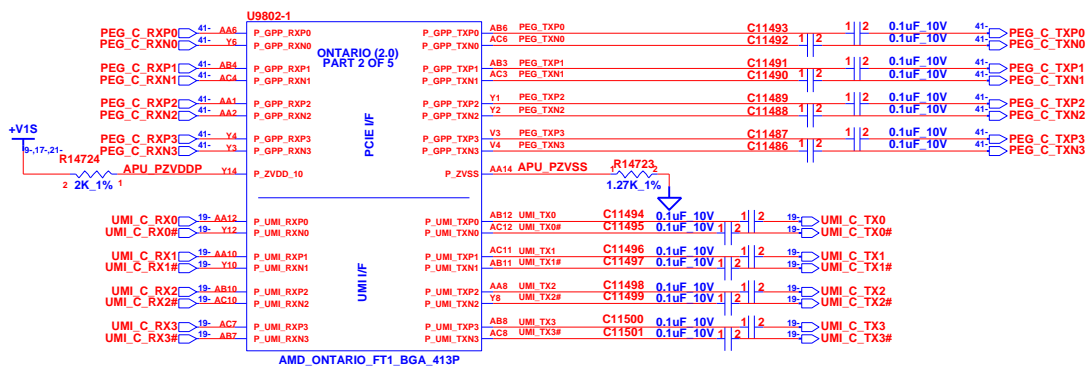 U9802-1
ONTARIO (2.0)
PART 2 OF 5
PCIE I/F
UMI I/F
PEG_C_RXP0 41- AA6 P_GPP_RXP0 P_GPP_TXP0 AB6 PEG_TXP0 C11493 1 2 0.1uF_10V 41- PEG_C_TXP0
PEG_C_RXN0 41- Y6 P_GPP_RXN0 P_GPP_TXN0 AC6 PEG_TXN0 C11492 1 2 0.1uF_10V 41- PEG_C_TXN0
PEG_C_RXP1 41- AB4 P_GPP_RXP1 P_GPP_TXP1 AB3 PEG_TXP1 C11491 1 2 0.1uF_10V 41- PEG_C_TXP1
PEG_C_RXN1 41- AC4 P_GPP_RXN1 P_GPP_TXN1 AC3 PEG_TXN1 C11490 1 2 0.1uF_10V 41- PEG_C_TXN1
PEG_C_RXP2 41- AA1 P_GPP_RXP2 P_GPP_TXP2 Y1 PEG_TXP2 C11489 1 2 0.1uF_10V 41- PEG_C_TXP2
PEG_C_RXN2 41- AA2 P_GPP_RXN2 P_GPP_TXN2 Y2 PEG_TXN2 C11488 1 2 0.1uF_10V 41- PEG_C_TXN2
+V1S
PEG_C_RXP3 41- Y4 P_GPP_RXP3 P_GPP_TXP3 V3 PEG_TXP3 C11487 1 2 0.1uF_10V 41- PEG_C_TXP3
PEG_C_RXN3 41- Y3 P_GPP_RXN3 P_GPP_TXN3 V4 PEG_TXN3 C11486 1 2 0.1uF_10V 41- PEG_C_TXN3
9-,17-,21-
R14724 APU_PZVDDP Y14 P_ZVDD_10 P_ZVSS AA14 APU_PZVSS R14723
2 2K_1% 1 1 1.27K_1% 2
UMI_C_RX0 19- AA12 P_UMI_RXP0 P_UMI_TXP0 AB12 UMI_TX0 C11494 0.1uF_10V 1 2 19- UMI_C_TX0
UMI_C_RX0# 19- Y12 P_UMI_RXN0 P_UMI_TXN0 AC12 UMI_TX0# C11495 0.1uF_10V 1 2 19- UMI_C_TX0#
UMI_C_RX1 19- AA10 P_UMI_RXP1 P_UMI_TXP1 AC11 UMI_TX1 C11496 0.1uF_10V 1 2 19- UMI_C_TX1
UMI_C_RX1# 19- Y10 P_UMI_RXN1 P_UMI_TXN1 AB11 UMI_TX1# C11497 0.1uF_10V 1 2 19- UMI_C_TX1#
UMI_C_RX2 19- AB10 P_UMI_RXP2 P_UMI_TXP2 AA8 UMI_TX2 C11498 0.1uF_10V 1 2 19- UMI_C_TX2
UMI_C_RX2# 19- AC10 P_UMI_RXN2 P_UMI_TXN2 Y8 UMI_TX2# C11499 0.1uF_10V 1 2 19- UMI_C_TX2#
UMI_C_RX3 19- AC7 P_UMI_RXP3 P_UMI_TXP3 AB8 UMI_TX3 C11500 0.1uF_10V 1 2 19- UMI_C_TX3
UMI_C_RX3# 19- AB7 P_UMI_RXN3 P_UMI_TXN3 AC8 UMI_TX3# C11501 0.1uF_10V 1 2 19- UMI_C_TX3#
AMD_ONTARIO_FT1_BGA_413P